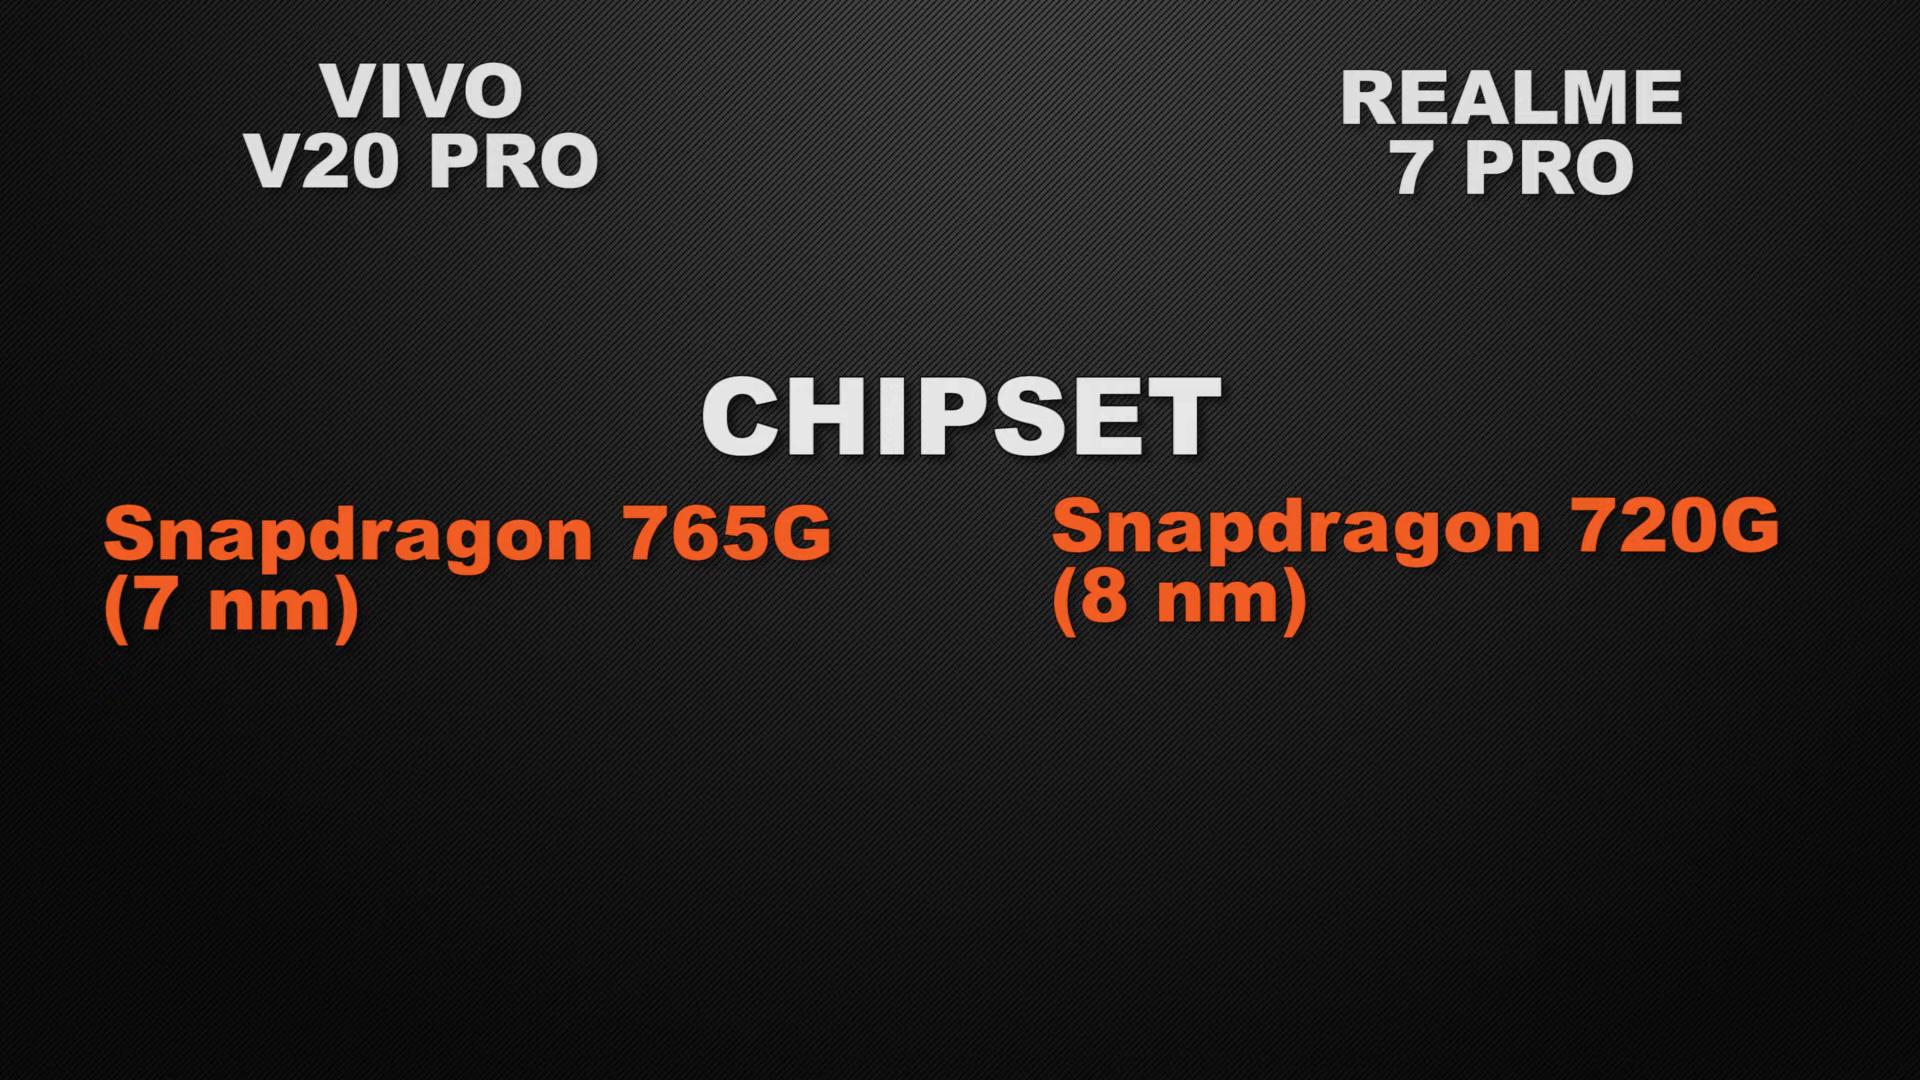 VIVO
V20 PRO
REALME
7 PRO
CHIPSET
Snapdragon 765G
(7 nm)
Snapdragon 720G
(8 nm)